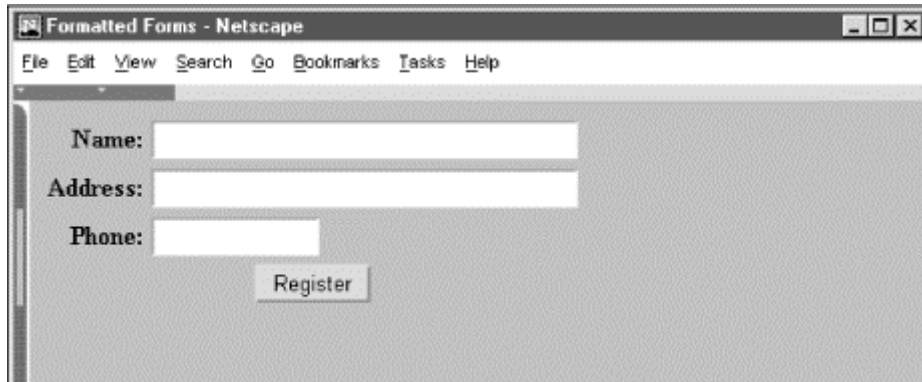 Formatted Forms - Netscape
File Edit View Search Go Bookmarks Tasks Help
Name:
Address:
Phone:
Register